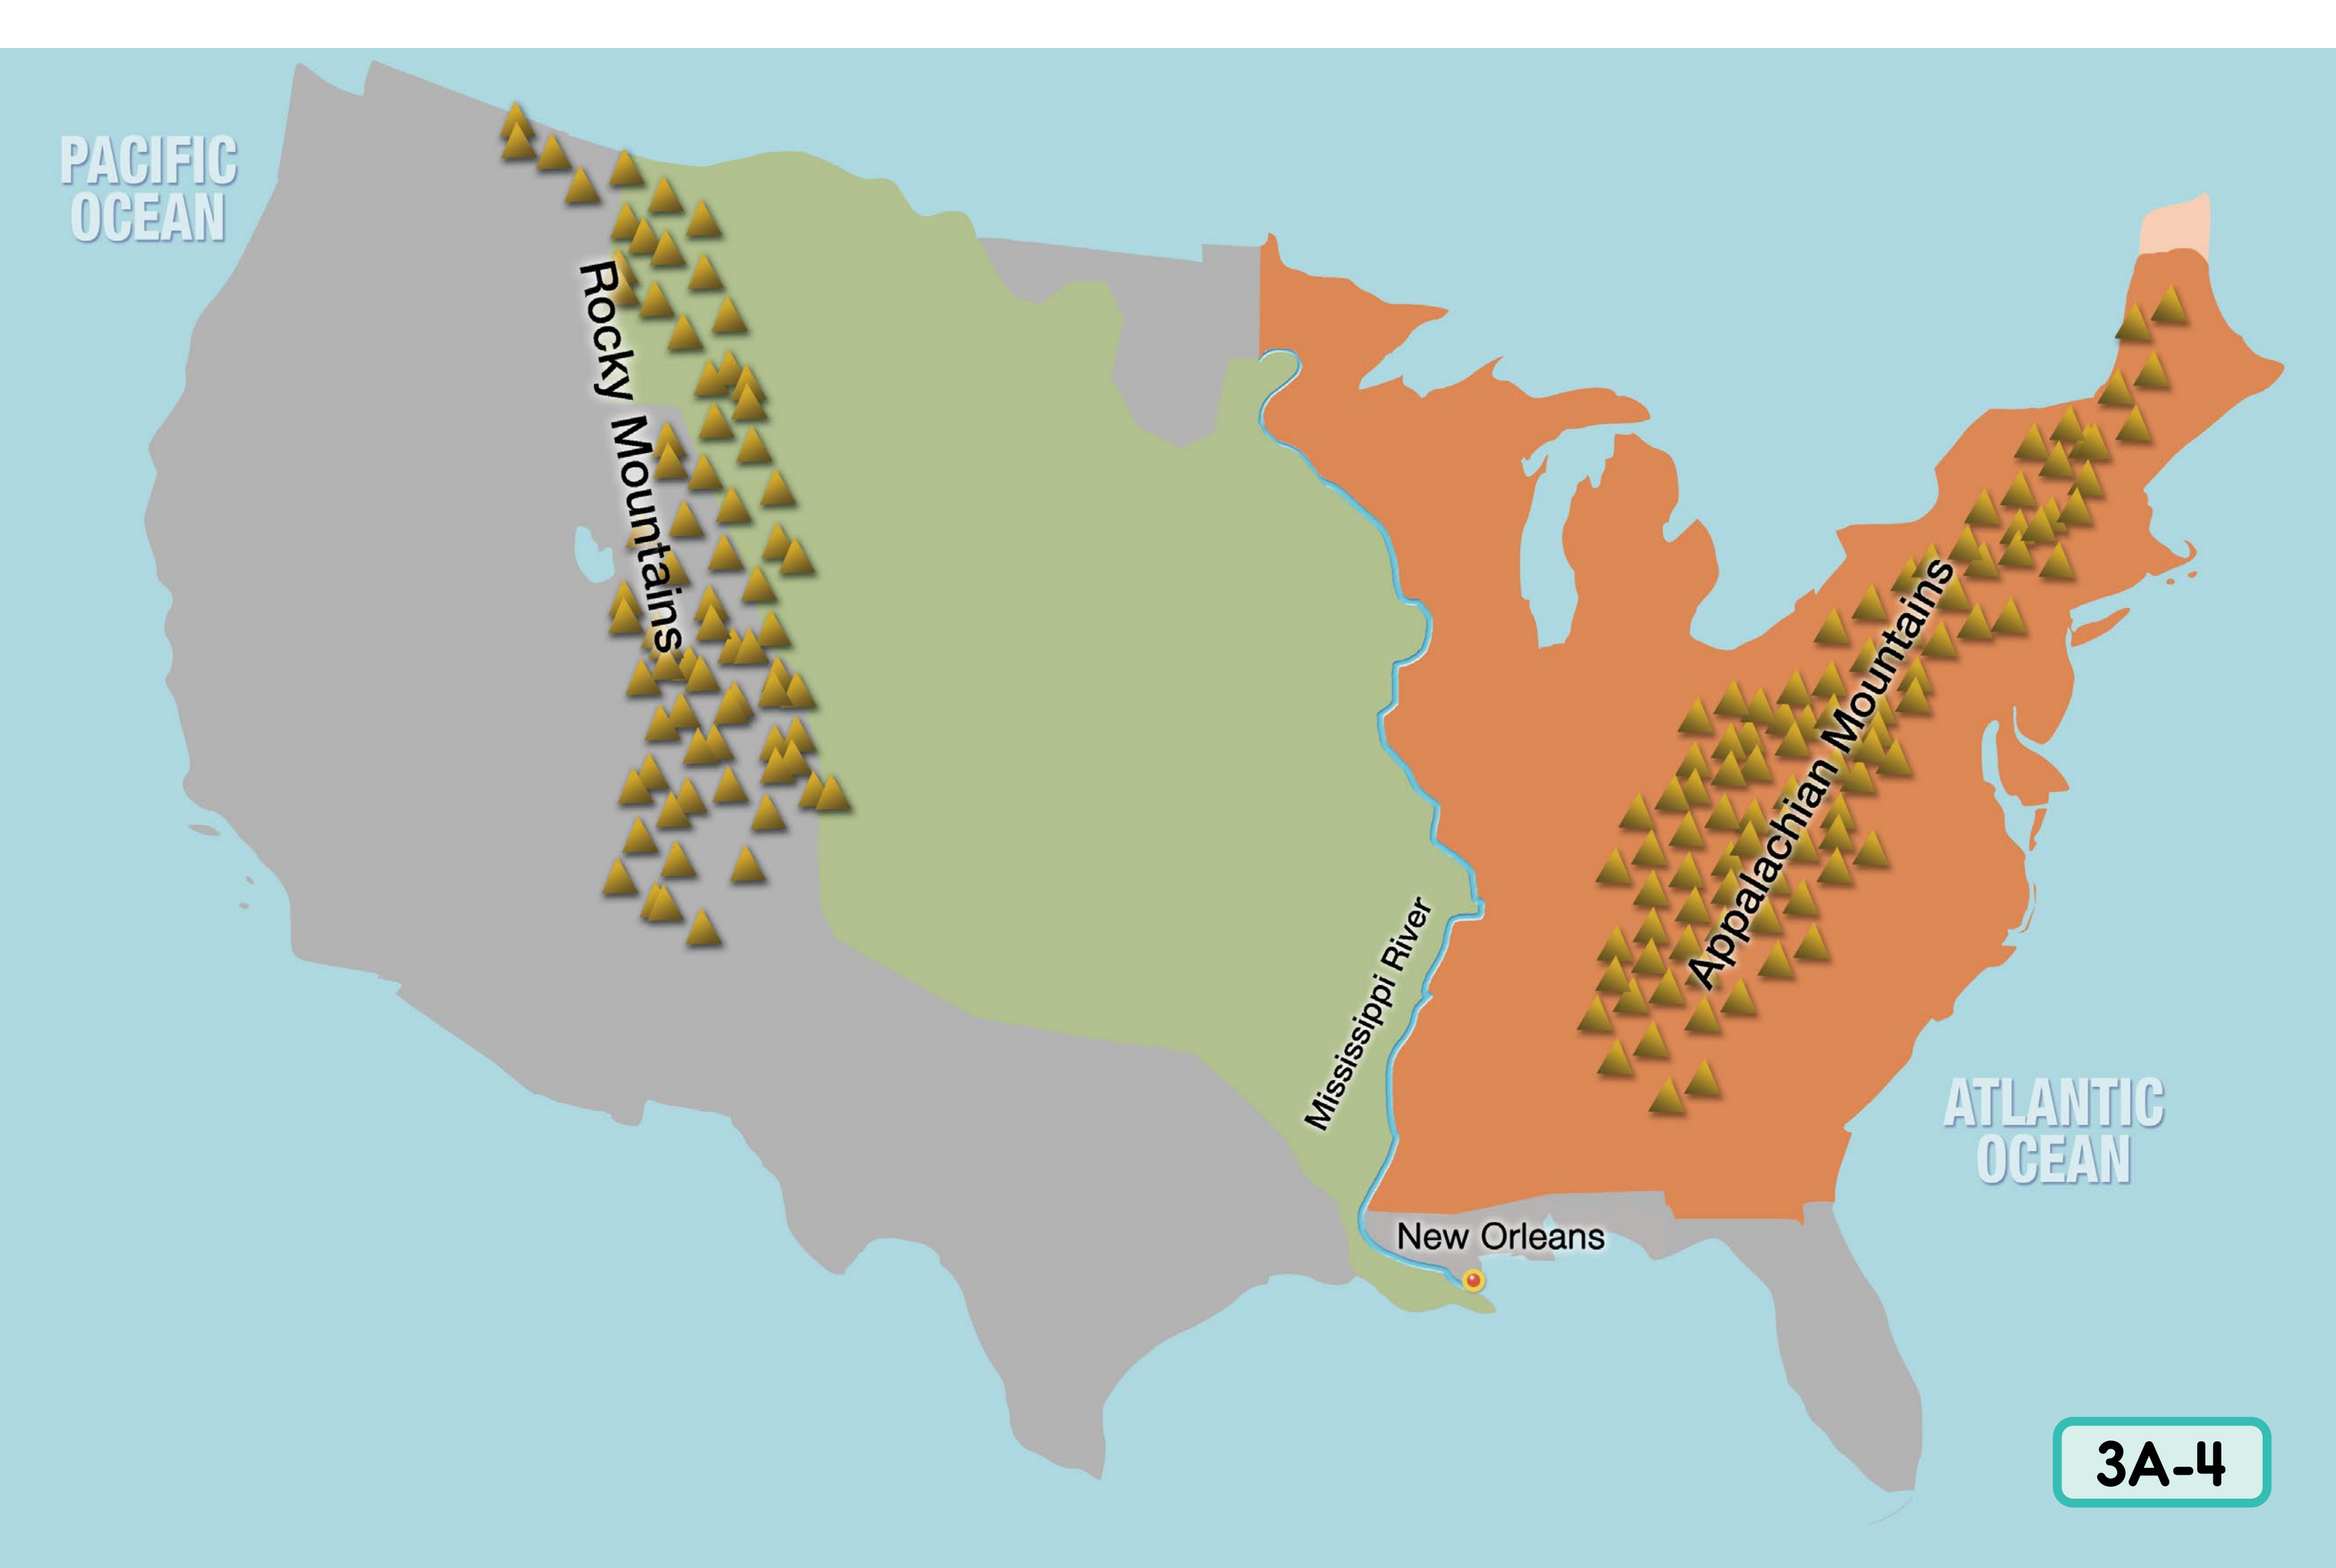 PACIFIC
OCEAN
Rocky Mountains
Appalachian Mountains
Mississippi River
ATLANTIC
OCEAN
New Orleans
3A-4